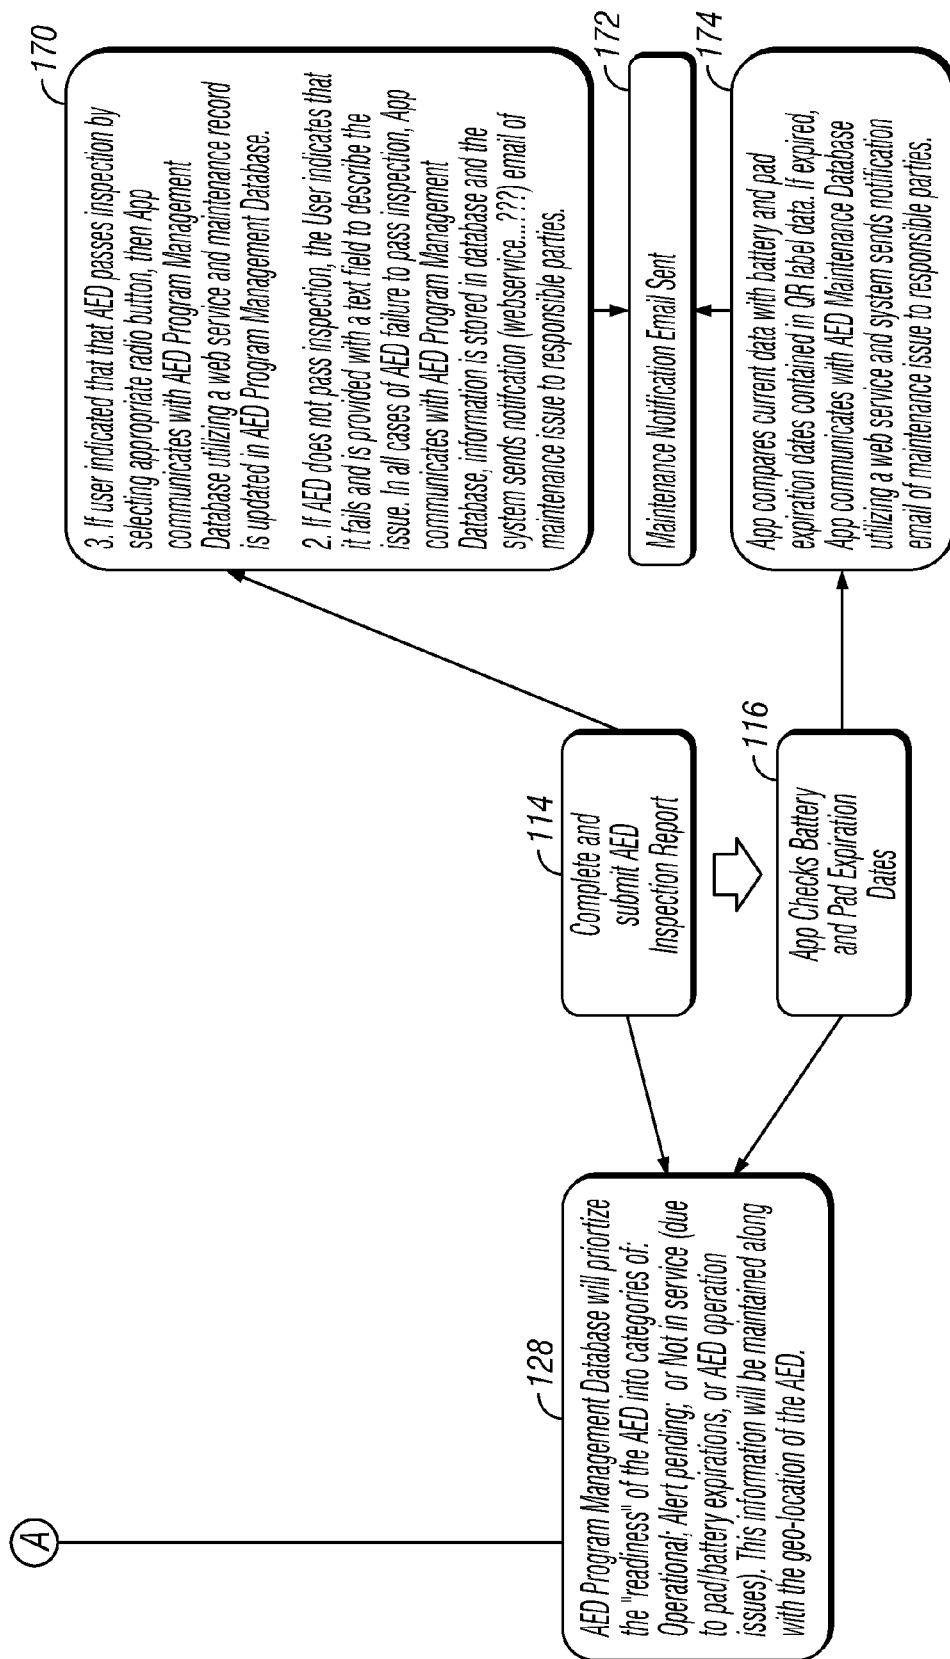 A
128
AED Program Management Database will prioritize
the "readiness" of the AED into categories of:
Operational; Alert pending; or Not in service (due
to pad/battery expirations, or AED operation
issues). This information will be maintained along
with the geo-location of the AED.
114
Complete and
submit AED
Inspection Report
116
App Checks Battery
and Pad Expiration
Dates
170
3. If user indicated that AED passes inspection by
selecting appropriate radio button, then App
communicates with AED Program Management
Database utilizing a web service and maintenance record
is updated in AED Program Management Database.
2. If AED does not pass inspection, the User indicates that
it fails and is provided with a text field to describe the
issue. In all cases of AED failure to pass inspection, App
communicates with AED Program Management
Database, information is stored in database and the
system sends notification (webservice....???) email of
maintenance issue to responsible parties.
172
Maintenance Notification Email Sent
174
App compares current data with battery and pad
expiration dates contained in QR label data. If expired,
App communicates with AED Maintenance Database
utilizing a web service and system sends notification
email of maintenance issue to responsible parties.